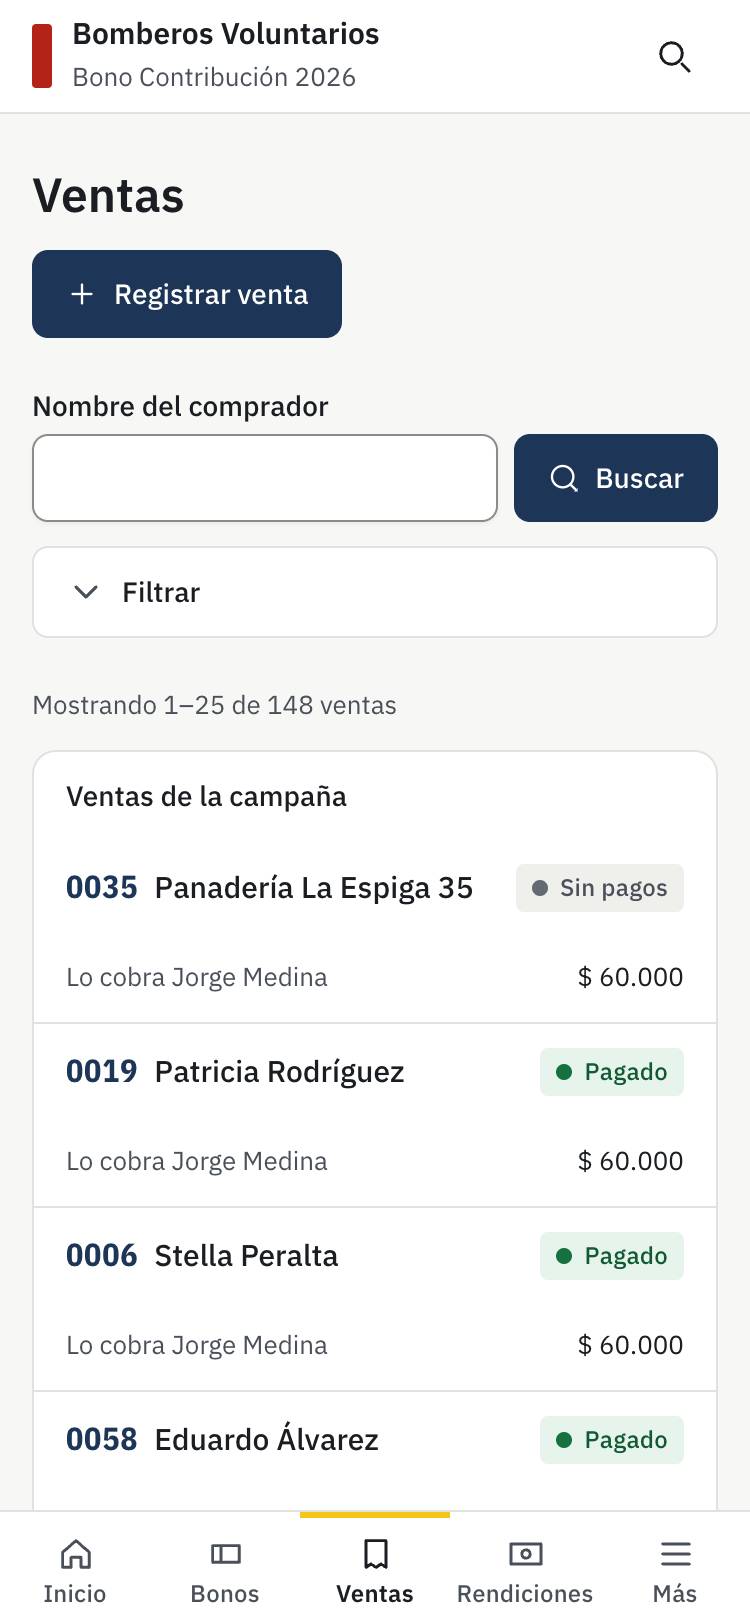 Bomberos Voluntarios
Bono Contribución 2026
Ventas
Registrar venta
Nombre del comprador
Buscar
Filtrar
Mostrando 1–25 de 148 ventas
Ventas de la campaña
0035 Panadería La Espiga 35 Sin pagos
Lo cobra Jorge Medina $ 60.000
0019 Patricia Rodríguez Pagado
Lo cobra Jorge Medina $ 60.000
0006 Stella Peralta Pagado
Lo cobra Jorge Medina $ 60.000
0058 Eduardo Álvarez Pagado
Inicio Bonos Ventas Rendiciones Más